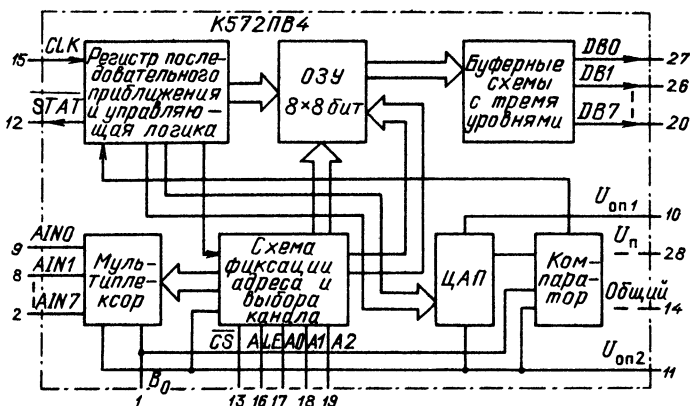 К572ПВ4
15
CLK
Регистр после-
довательного
приближения
и управляю-
щая логика
ОЗУ
8×8 бит
Буферные
схемы
с тремя
уровнями
DB0
27
DB1
26
DB7
20
STAT
12
Uоп1
10
AIN0
9
AIN1
8
AIN7
2
Муль-
типлек-
сор
Схема
фиксации
адреса и
выбора
канала
ЦАП
Ком-
пара-
тор
Uп
28
Общий
14
Uоп2
11
B0
1
CS
ALE
A0
A1
A2
13
16
17
18
19